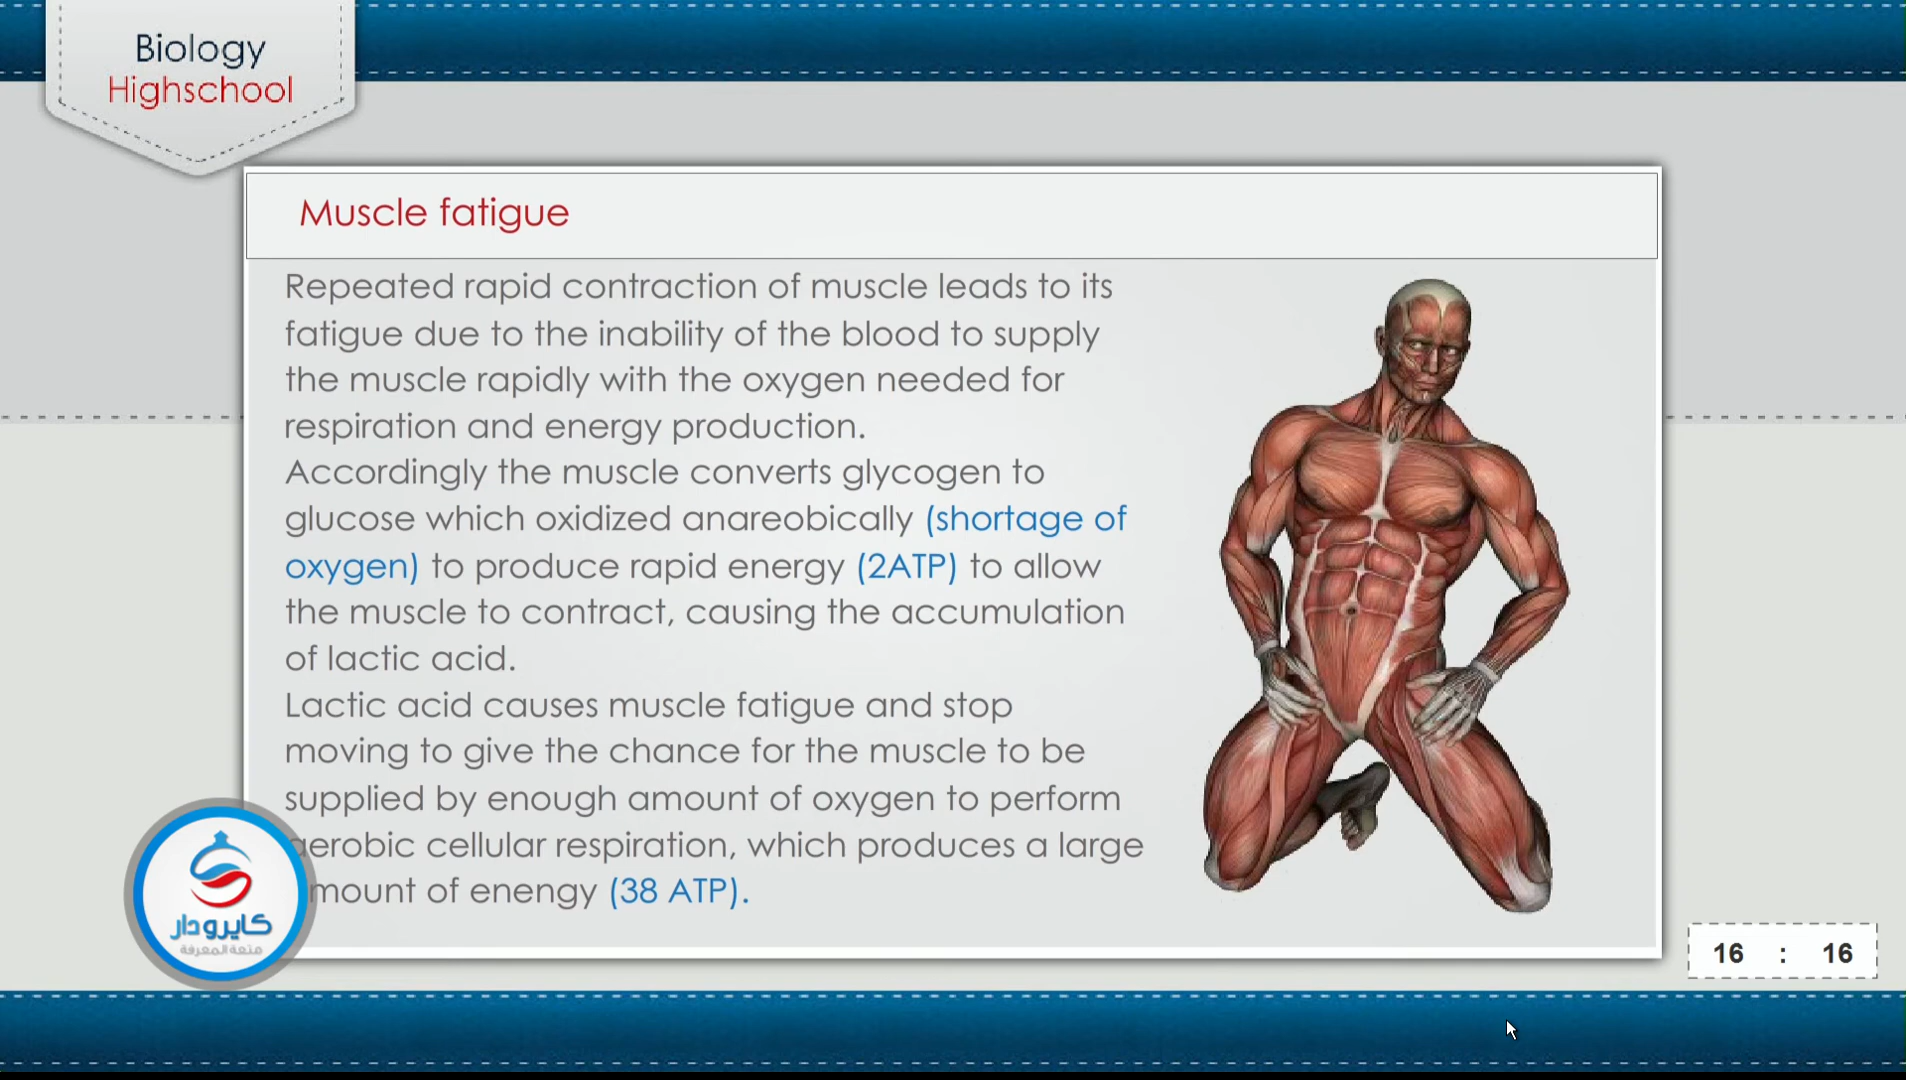 Biology
Highschool
Muscle fatigue
Repeated rapid contraction of muscle leads to its
fatigue due to the inability of the blood to supply
the muscle rapidly with the oxygen needed for
respiration and energy production.
Accordingly the muscle converts glycogen to
glucose which oxidized anareobically (shortage of
oxygen) to produce rapid energy (2ATP) to allow
the muscle to contract, causing the accumulation
of lactic acid.
Lactic acid causes muscle fatigue and stop
moving to give the chance for the muscle to be
supplied by enough amount of oxygen to perform
aerobic cellular respiration, which produces a large
mount of enengy (38 ATP).
كايرودار
متعة المعرفة
16 : 16